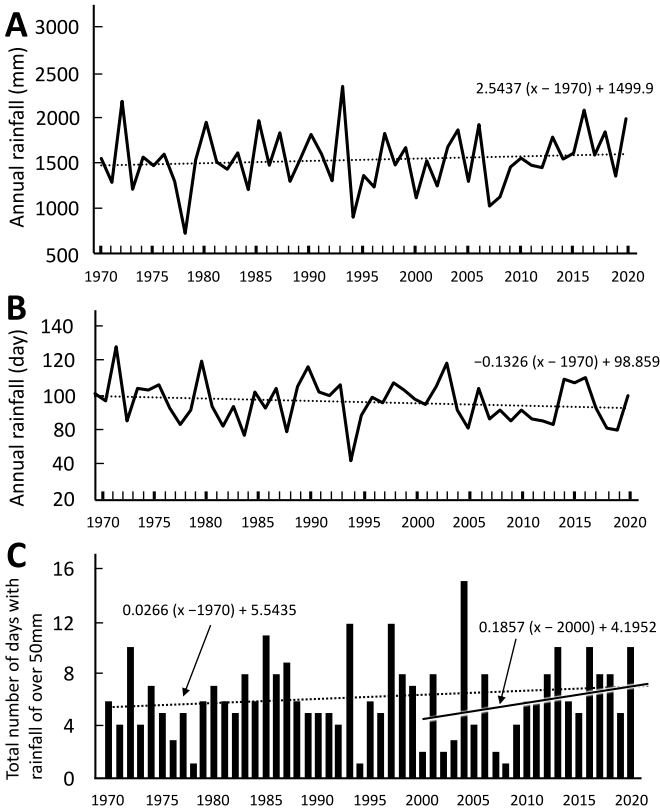 A
Annual rainfall (mm)
3000
2500
2000
1500
1000
500
2.5437 (x − 1970) + 1499.9
1970 1975 1980 1985 1990 1995 2000 2005 2010 2015 2020
B
Annual rainfall (day)
140
120
100
80
40
20
−0.1326 (x − 1970) + 98.859
1970 1975 1980 1985 1990 1995 2000 2005 2010 2015 2020
C
Total number of days with
rainfall of over 50mm
16
12
8
4
0
0.0266 (x −1970) + 5.5435
0.1857 (x − 2000) + 4.1952
1970 1975 1980 1985 1990 1995 2000 2005 2010 2015 2020